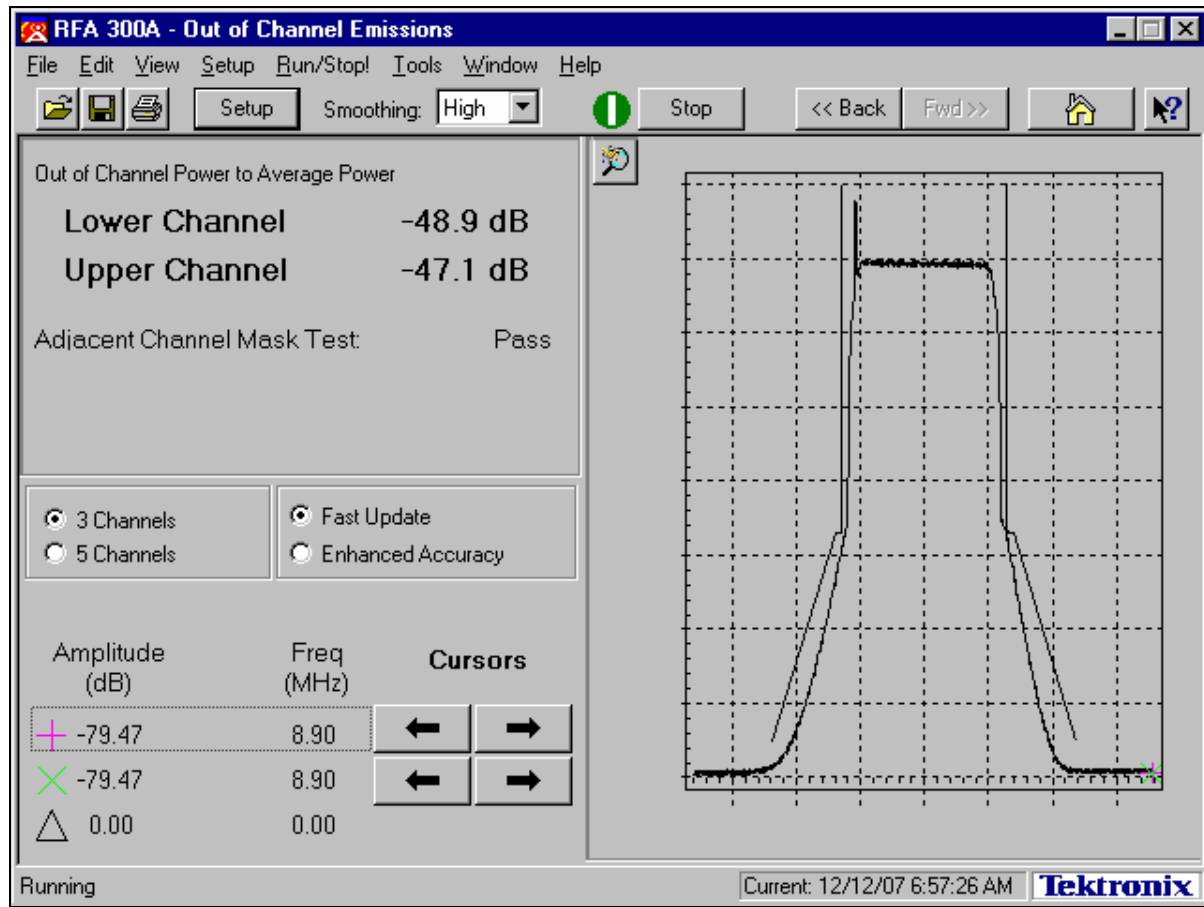 RFA 300A - Out of Channel Emissions
File Edit View Setup Run/Stop! Tools Window Help
Setup Smoothing: High Stop << Back Fwd >>
Out of Channel Power to Average Power
Lower Channel -48.9 dB
Upper Channel -47.1 dB
Adjacent Channel Mask Test: Pass
3 Channels Fast Update
5 Channels Enhanced Accuracy
Amplitude (dB) Freq (MHz) Cursors
-79.47 8.90
-79.47 8.90
0.00 0.00
Running Current: 12/12/07 6:57:26 AM Tektronix